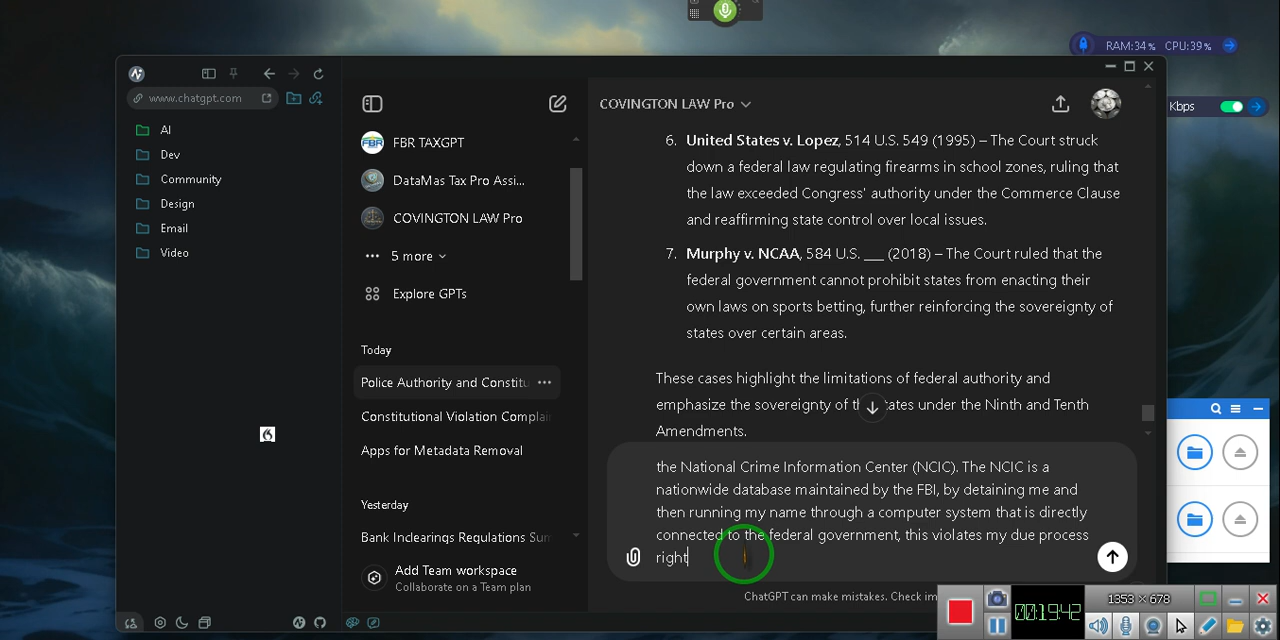 RAM:34% CPU:39%
www.chatgpt.com
AI
Dev
Community
Design
Email
Video
FBR TAXGPT
DataMas Tax Pro Assi...
COVINGTON LAW Pro
5 more
Explore GPTs
Today
Police Authority and Constitu
Constitutional Violation Complain
Apps for Metadata Removal
Yesterday
Bank Inclearings Regulations Sum
Add Team workspace
Collaborate on a Team plan
COVINGTON LAW Pro
6. United States v. Lopez, 514 U.S. 549 (1995) – The Court struck
down a federal law regulating firearms in school zones, ruling that
the law exceeded Congress' authority under the Commerce Clause
and reaffirming state control over local issues.
7. Murphy v. NCAA, 584 U.S. ___ (2018) – The Court ruled that the
federal government cannot prohibit states from enacting their
own laws on sports betting, further reinforcing the sovereignty of
states over certain areas.
These cases highlight the limitations of federal authority and
emphasize the sovereignty of the states under the Ninth and Tenth
Amendments.
the National Crime Information Center (NCIC). The NCIC is a
nationwide database maintained by the FBI, by detaining me and
then running my name through a computer system that is directly
connected to the federal government, this violates my due process
right
ChatGPT can make mistakes. Check im
Kbps
1353 × 678
00:19:42